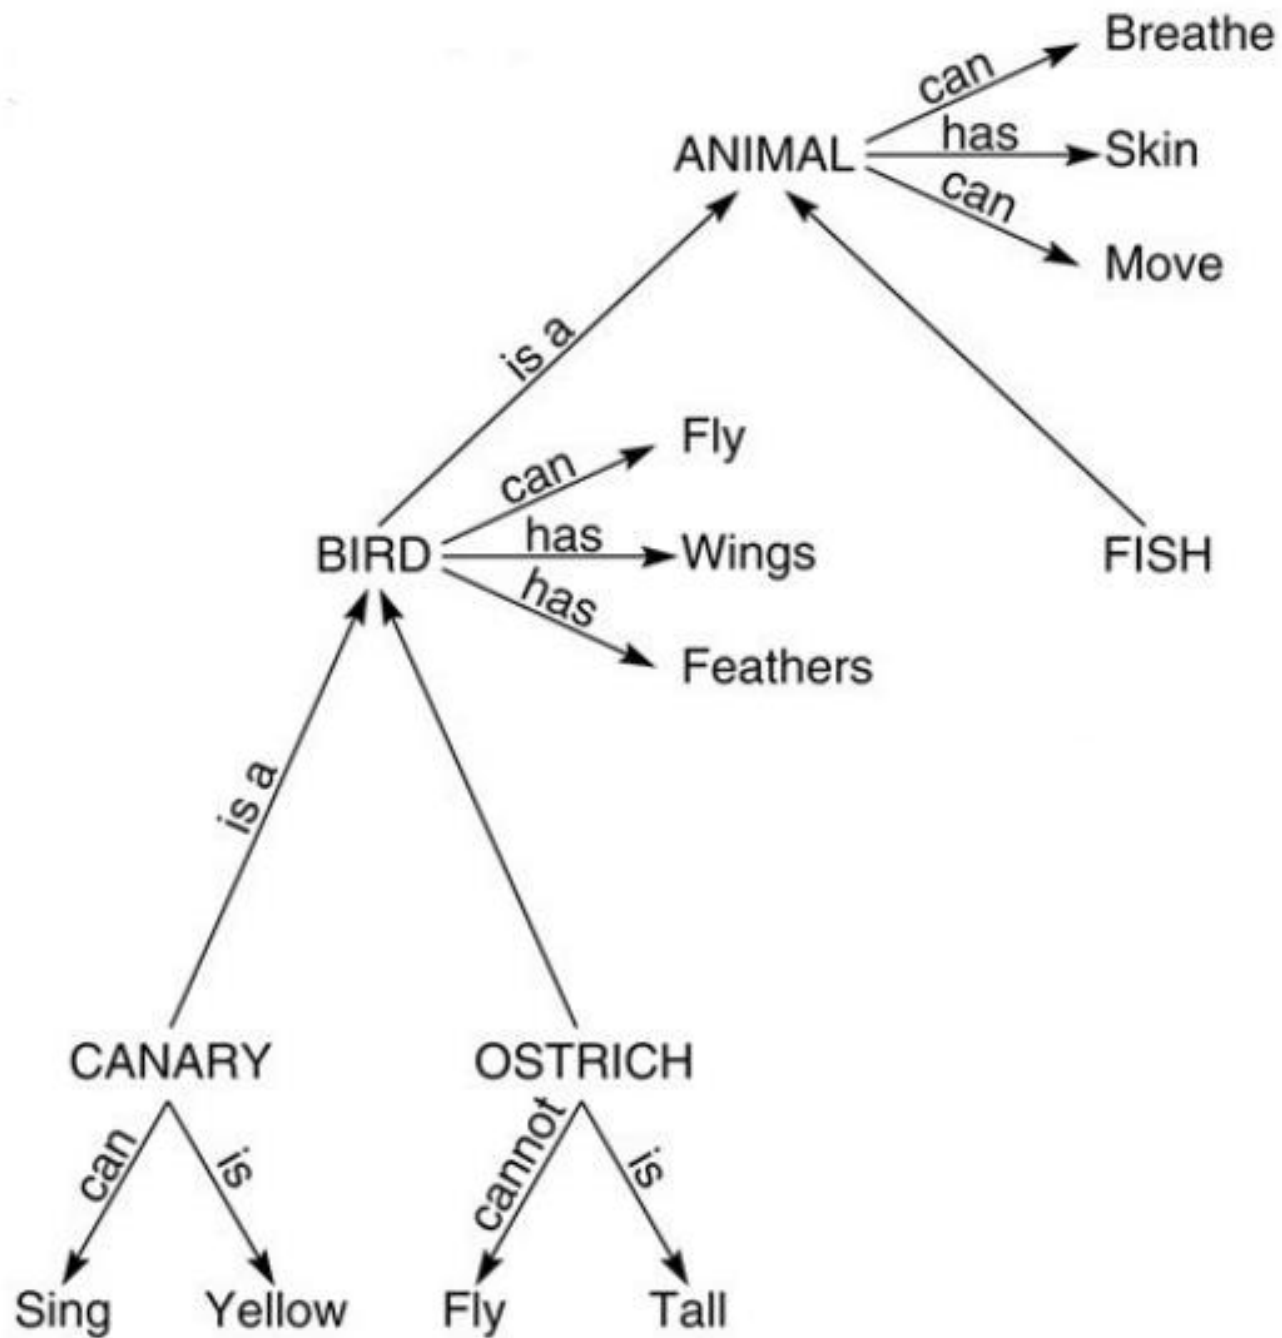 Breathe
can
ANIMAL
has
Skin
can
Move
is a
Fly
can
BIRD
has
Wings
has
Feathers
FISH
is a
CANARY
OSTRICH
can
is
cannot
is
Sing
Yellow
Fly
Tall